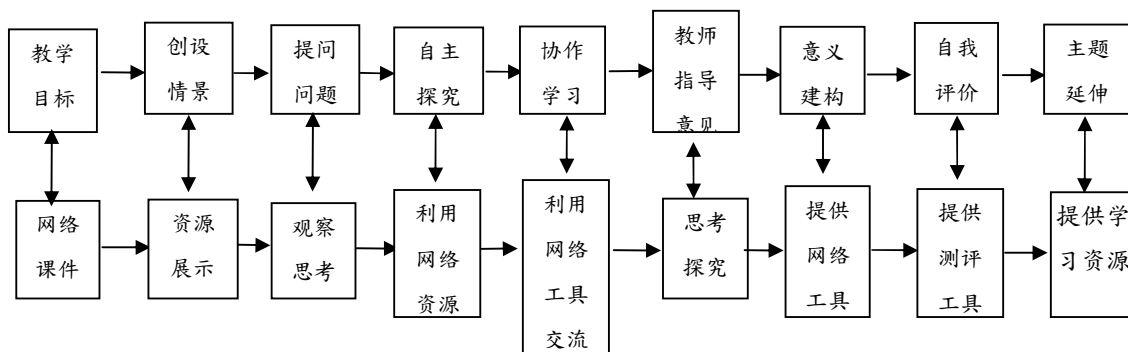 教学
目标
创设
情景
提问
问题
自主
探究
协作
学习
教师
指导
意见
意义
建构
自我
评价
主题
延伸
网络
课件
资源
展示
观察
思考
利用
网络
资源
利用
网络
工具
交流
思考
探究
提供
网络
工具
提供
测评
工具
提供学
习资源